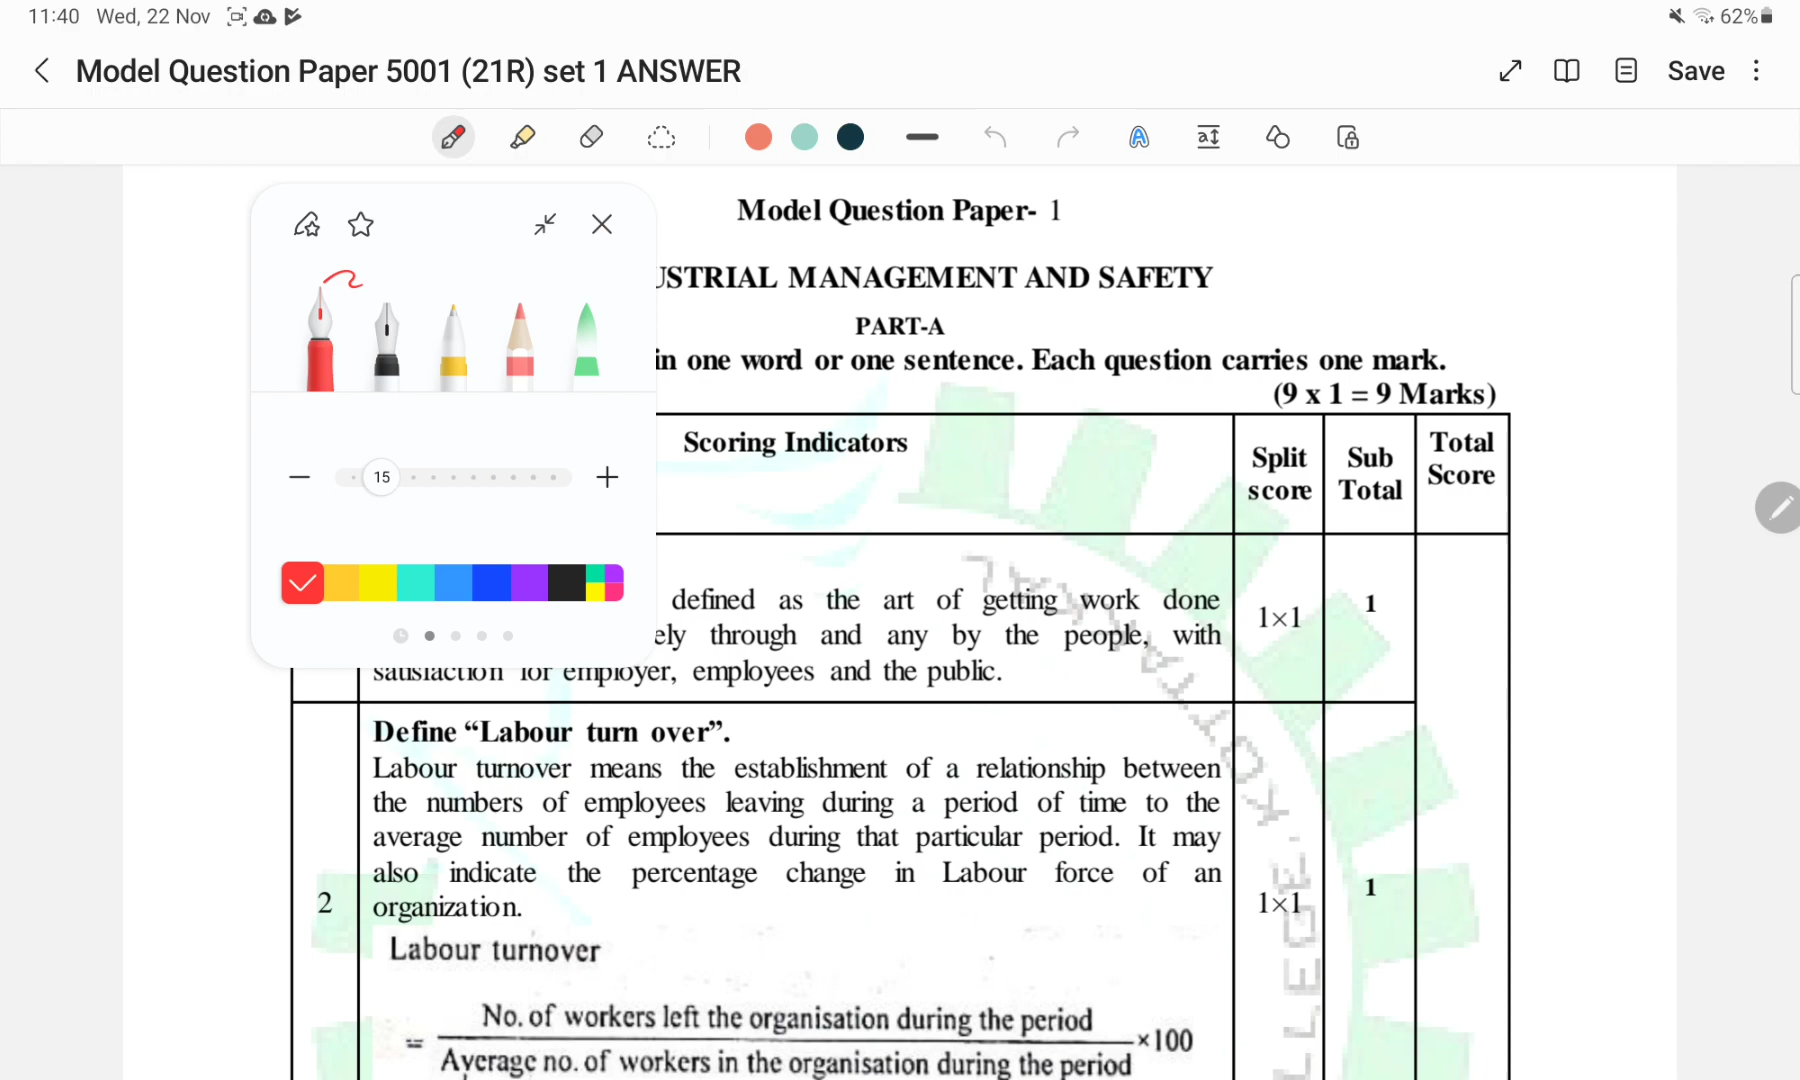 11:40 Wed, 22 Nov 62%
Model Question Paper 5001 (21R) set 1 ANSWER Save
Model Question Paper- 1
USTRIAL MANAGEMENT AND SAFETY
PART-A
in one word or one sentence. Each question carries one mark.
(9 x 1 = 9 Marks)
Scoring Indicators
Split score
Sub Total
Total Score
15
defined as the art of getting work done
ely through and any by the people, with
satisfaction for employer, employees and the public.
1×1
1
2
Define “Labour turn over”.
Labour turnover means the establishment of a relationship between
the numbers of employees leaving during a period of time to the
average number of employees during that particular period. It may
also indicate the percentage change in Labour force of an
organization.
1×1
1
Labour turnover
No. of workers left the organisation during the period
= ×100
Average no. of workers in the organisation during the period